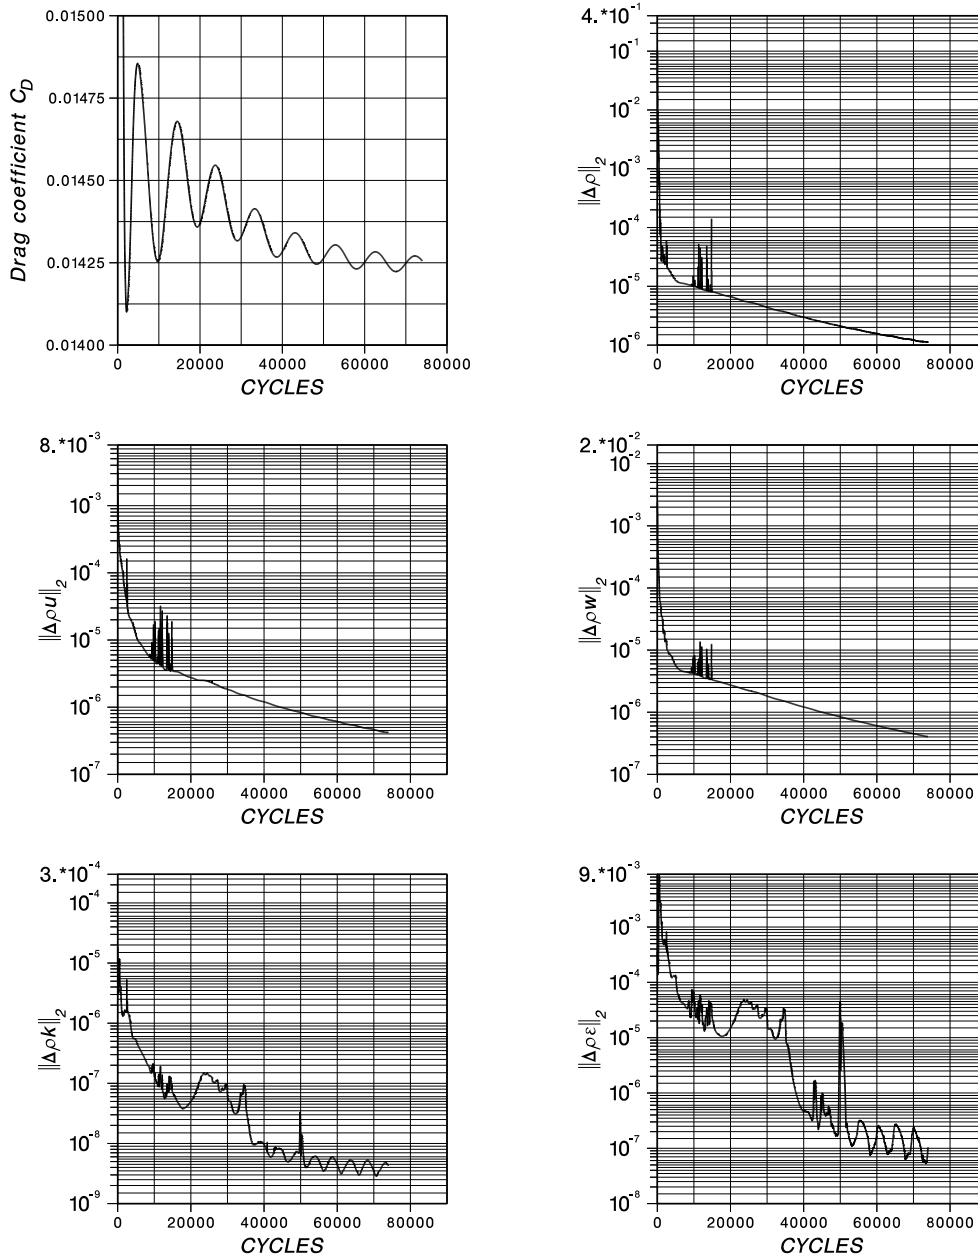 Drag coefficient C_D
0.01500
0.01475
0.01450
0.01425
0.01400
0 20000 40000 60000 80000
CYCLES
||Δρ||₂
4.*10⁻¹
10⁻¹
10⁻²
10⁻³
10⁻⁴
10⁻⁵
10⁻⁶
0 20000 40000 60000 80000
CYCLES
||Δρu||₂
8.*10⁻³
10⁻³
10⁻⁴
10⁻⁵
10⁻⁶
10⁻⁷
0 20000 40000 60000 80000
CYCLES
||Δρw||₂
2.*10⁻²
10⁻²
10⁻³
10⁻⁴
10⁻⁵
10⁻⁶
10⁻⁷
0 20000 40000 60000 80000
CYCLES
||Δρk||₂
3.*10⁻⁴
10⁻⁴
10⁻⁵
10⁻⁶
10⁻⁷
10⁻⁸
10⁻⁹
0 20000 40000 60000 80000
CYCLES
||Δρε||₂
9.*10⁻³
10⁻³
10⁻⁴
10⁻⁵
10⁻⁶
10⁻⁷
10⁻⁸
0 20000 40000 60000 80000
CYCLES